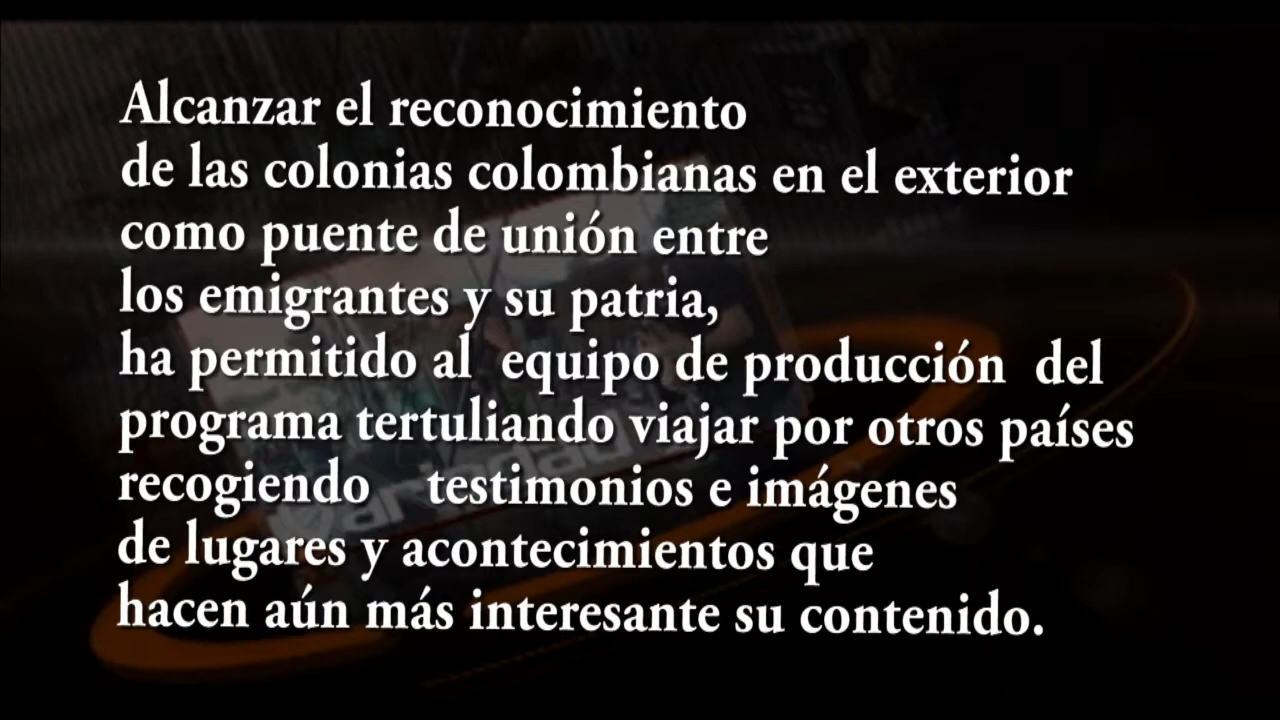 Alcanzar el reconocimiento
de las colonias colombianas en el exterior
como puente de unión entre
los emigrantes y su patria,
ha permitido al equipo de producción del
programa tertuliando viajar por otros países
recogiendo testimonios e imágenes
de lugares y acontecimientos que
hacen aún más interesante su contenido.